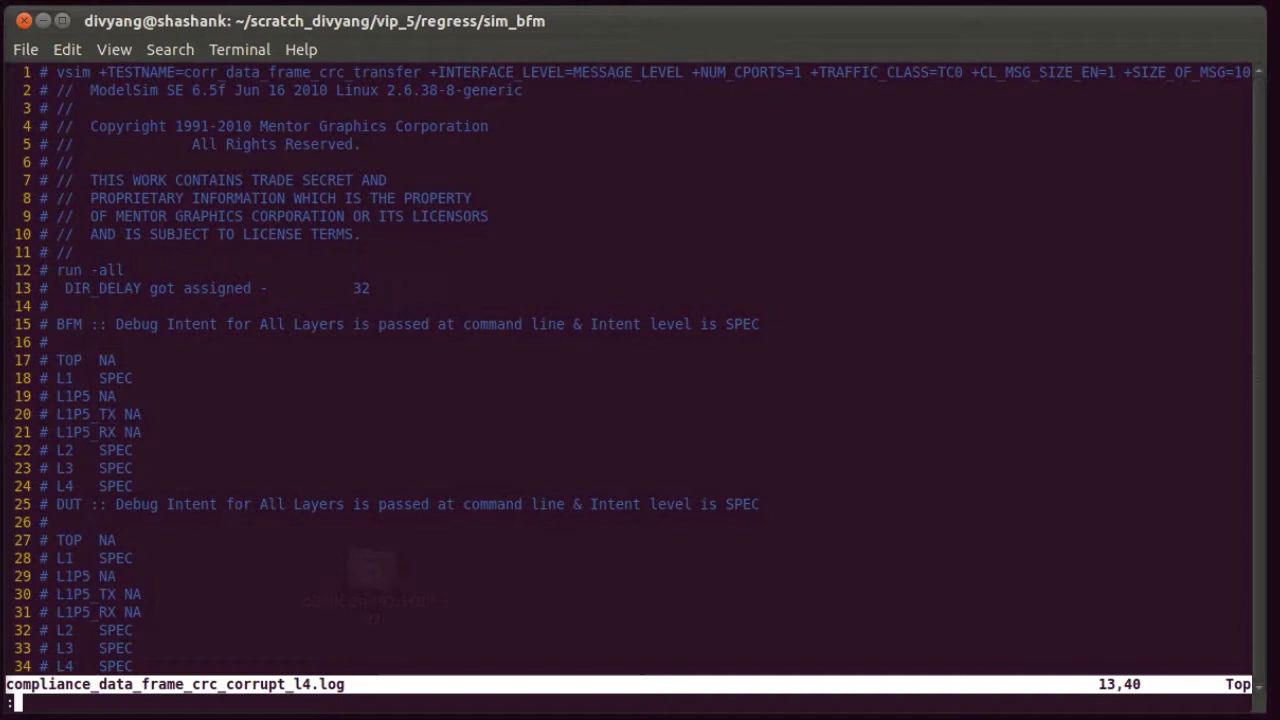 divyang@shashank: ~/scratch_divyang/vip_5/regress/sim_bfm
File Edit View Search Terminal Help
1 # vsim +TESTNAME=corr_data_frame_crc_transfer +INTERFACE_LEVEL=MESSAGE_LEVEL +NUM_CPORTS=1 +TRAFFIC_CLASS=TC0 +CL_MSG_SIZE_EN=1 +SIZE_OF_MSG=10
2 # // ModelSim SE 6.5f Jun 16 2010 Linux 2.6.38-8-generic
3 # //
4 # // Copyright 1991-2010 Mentor Graphics Corporation
5 # // All Rights Reserved.
6 # //
7 # // THIS WORK CONTAINS TRADE SECRET AND
8 # // PROPRIETARY INFORMATION WHICH IS THE PROPERTY
9 # // OF MENTOR GRAPHICS CORPORATION OR ITS LICENSORS
10 # // AND IS SUBJECT TO LICENSE TERMS.
11 # //
12 # run -all
13 # DIR_DELAY got assigned - 32
14 #
15 # BFM :: Debug Intent for All Layers is passed at command line & Intent level is SPEC
16 #
17 # TOP NA
18 # L1 SPEC
19 # L1P5 NA
20 # L1P5_TX NA
21 # L1P5_RX NA
22 # L2 SPEC
23 # L3 SPEC
24 # L4 SPEC
25 # DUT :: Debug Intent for All Layers is passed at command line & Intent level is SPEC
26 #
27 # TOP NA
28 # L1 SPEC
29 # L1P5 NA
30 # L1P5_TX NA
31 # L1P5_RX NA
32 # L2 SPEC
33 # L3 SPEC
34 # L4 SPEC
compliance_data_frame_crc_corrupt_l4.log 13,40 Top
: